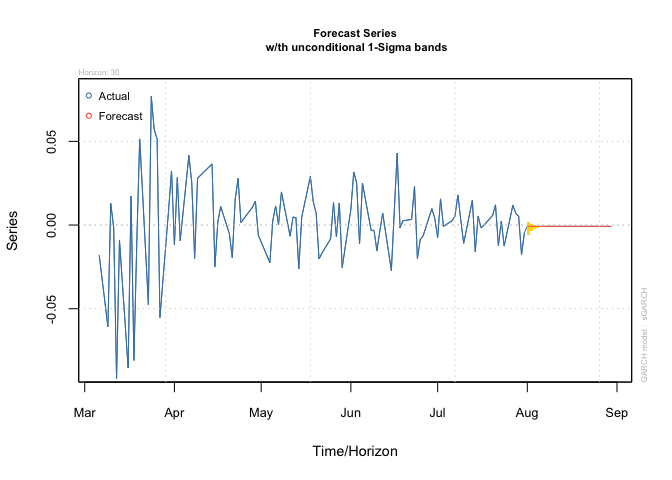 Forecast Series
w/th unconditional 1-Sigma bands
Horizon: 30
Actual
Forecast
0.05
0.00
-0.05
Series
Mar Apr May Jun Jul Aug Sep
Time/Horizon
GARCH model : sGARCH